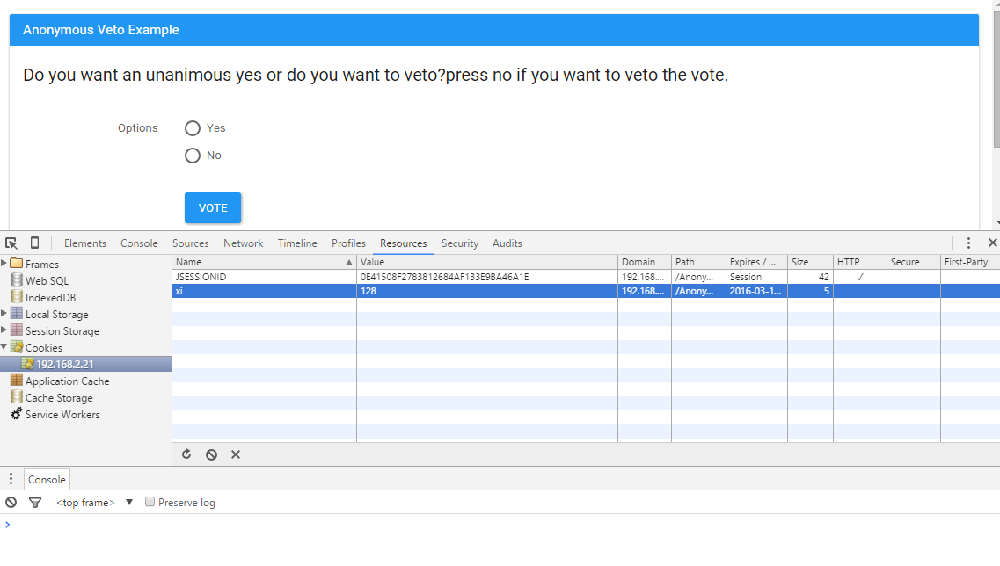 Anonymous Veto Example
Do you want an unanimous yes or do you want to veto?press no if you want to veto the vote.
Options Yes
No
VOTE
Elements Console Sources Network Timeline Profiles Resources Security Audits
Frames
Web SQL
IndexedDB
Local Storage
Session Storage
Cookies
192.168.2.21
Application Cache
Cache Storage
Service Workers
Name Value Domain Path Expires / ... Size HTTP Secure First-Party
JSESSIONID 0E41508F2783812684AF133E9BA46A1E 192.168.... /Anony... Session 42 ✓
xi 128 192.168.... /Anony... 2016-03-1... 5
Console
<top frame> ▼ Preserve log
>